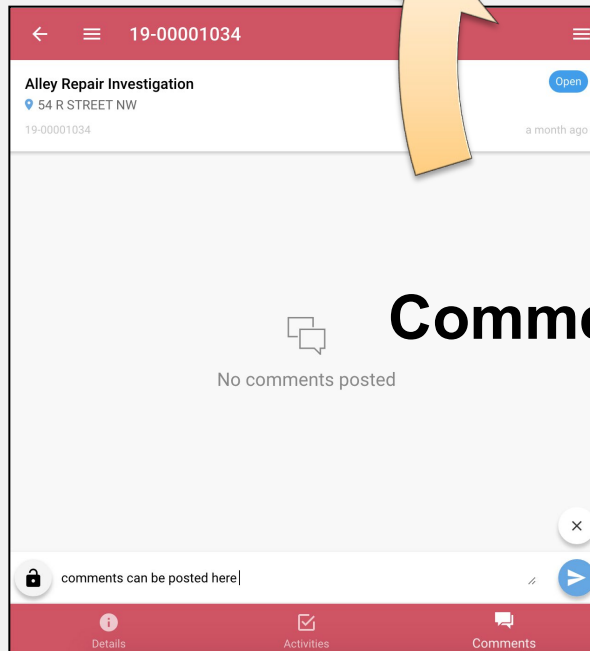 19-00001034
Alley Repair Investigation
Open
54 R STREET NW
19-00001034
a month ago
Comme
No comments posted
comments can be posted here
Details
Activities
Comments